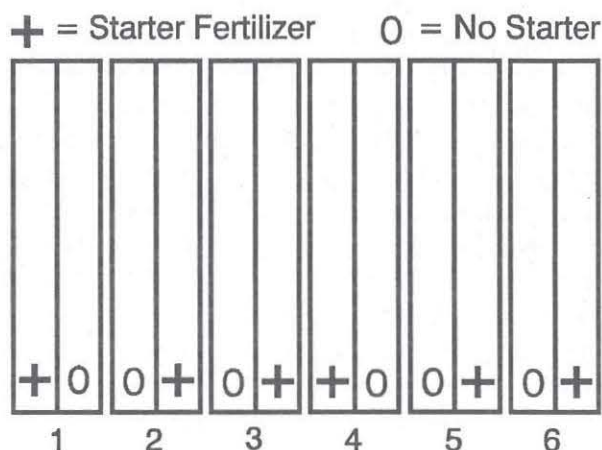 + = Starter Fertilizer 0 = No Starter
+ 0 0 + 0 + + 0 0 + 0 +
1 2 3 4 5 6